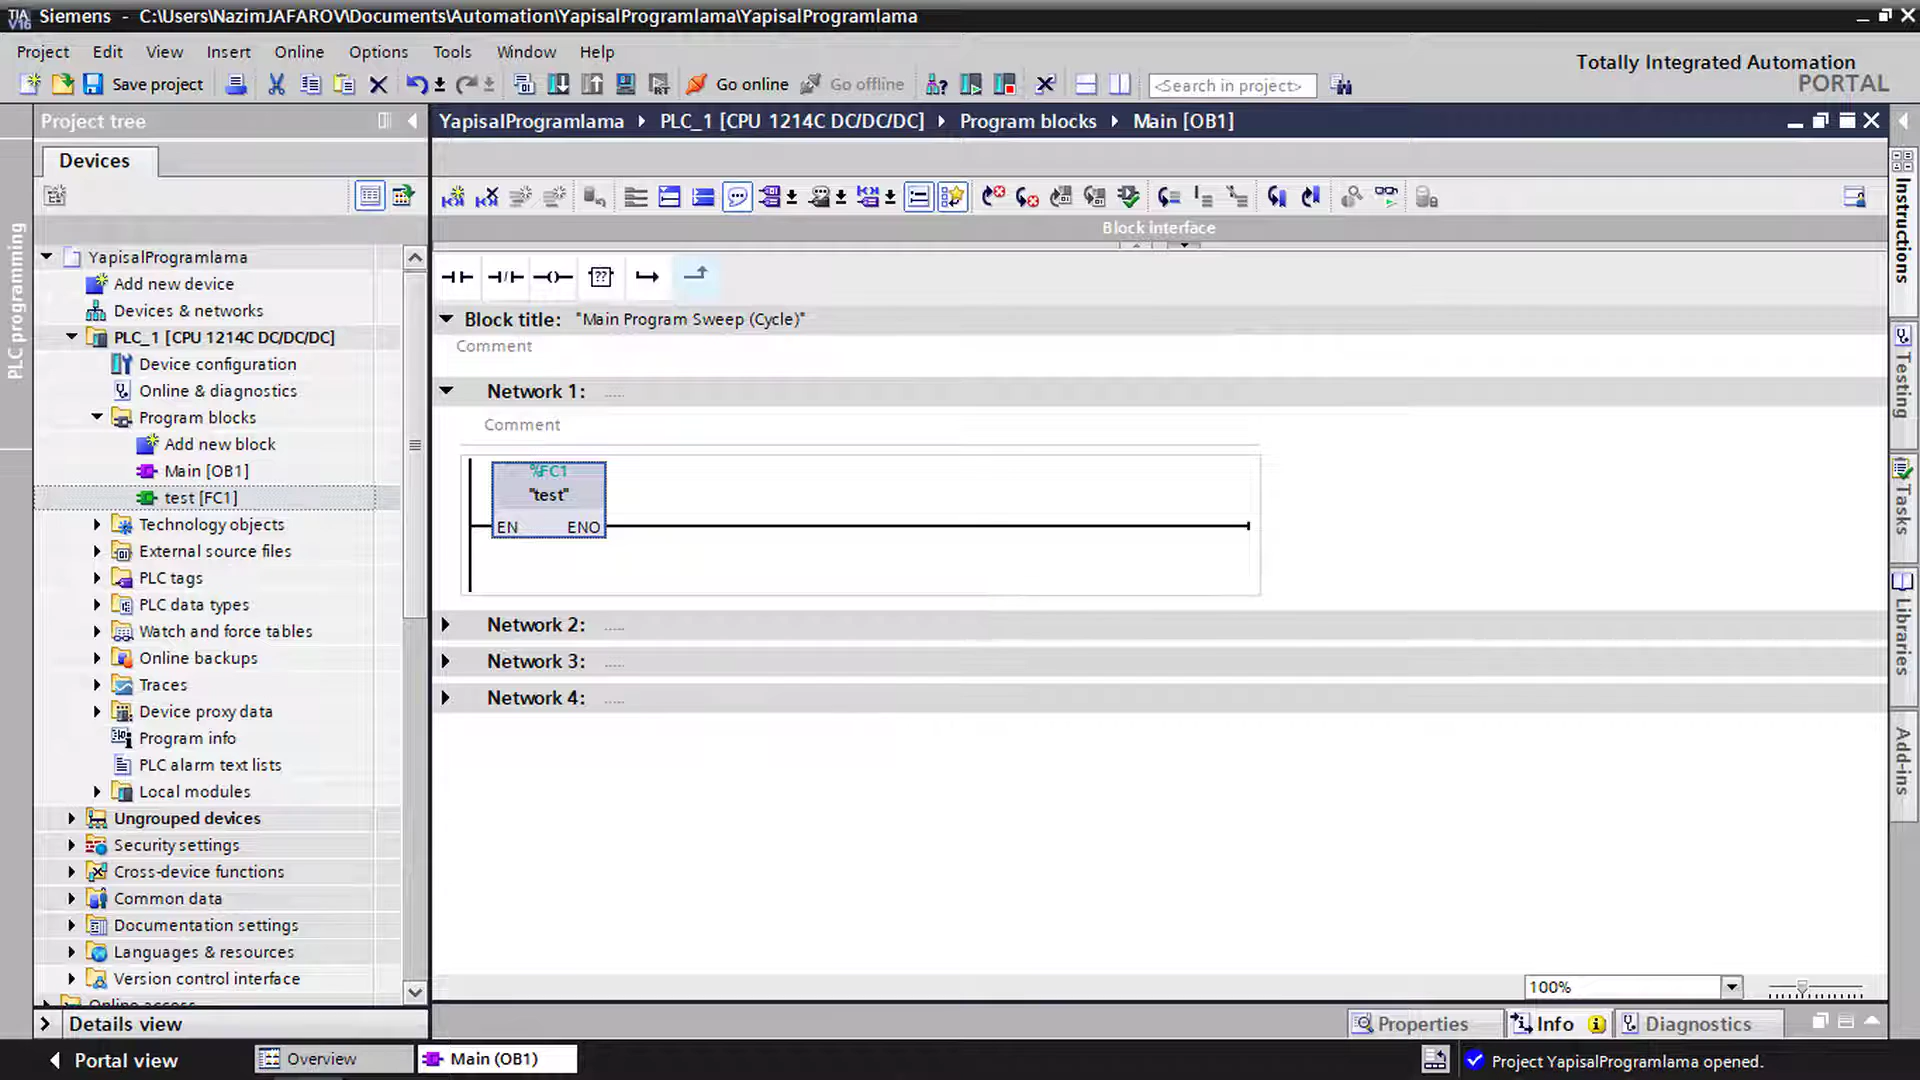 TIA V16 Siemens - C:\Users\NazimJAFAROV\Documents\Automation\YapisalProgramlama\YapisalProgramlama
Project Edit View Insert Online Options Tools Window Help
Totally Integrated Automation
PORTAL
Save project Go online Go offline <Search in project>
Project tree
YapisalProgramlama PLC_1 [CPU 1214C DC/DC/DC] Program blocks Main [OB1]
Devices
Block Interface
PLC programming
YapisalProgramlama
Add new device
Devices & networks
PLC_1 [CPU 1214C DC/DC/DC]
Device configuration
Online & diagnostics
Program blocks
Add new block
Main [OB1]
test [FC1]
Technology objects
External source files
PLC tags
PLC data types
Watch and force tables
Online backups
Traces
Device proxy data
Program info
PLC alarm text lists
Local modules
Ungrouped devices
Security settings
Cross-device functions
Common data
Documentation settings
Languages & resources
Version control interface
Online access
Details view
??
Block title: "Main Program Sweep (Cycle)"
Comment
Network 1: .....
Comment
%FC1
"test"
EN ENO
Network 2: .....
Network 3: .....
Network 4: .....
100%
Properties Info Diagnostics
Instructions
Testing
Tasks
Libraries
Add-ins
Portal view Overview Main (OB1) Project YapisalProgramlama opened.